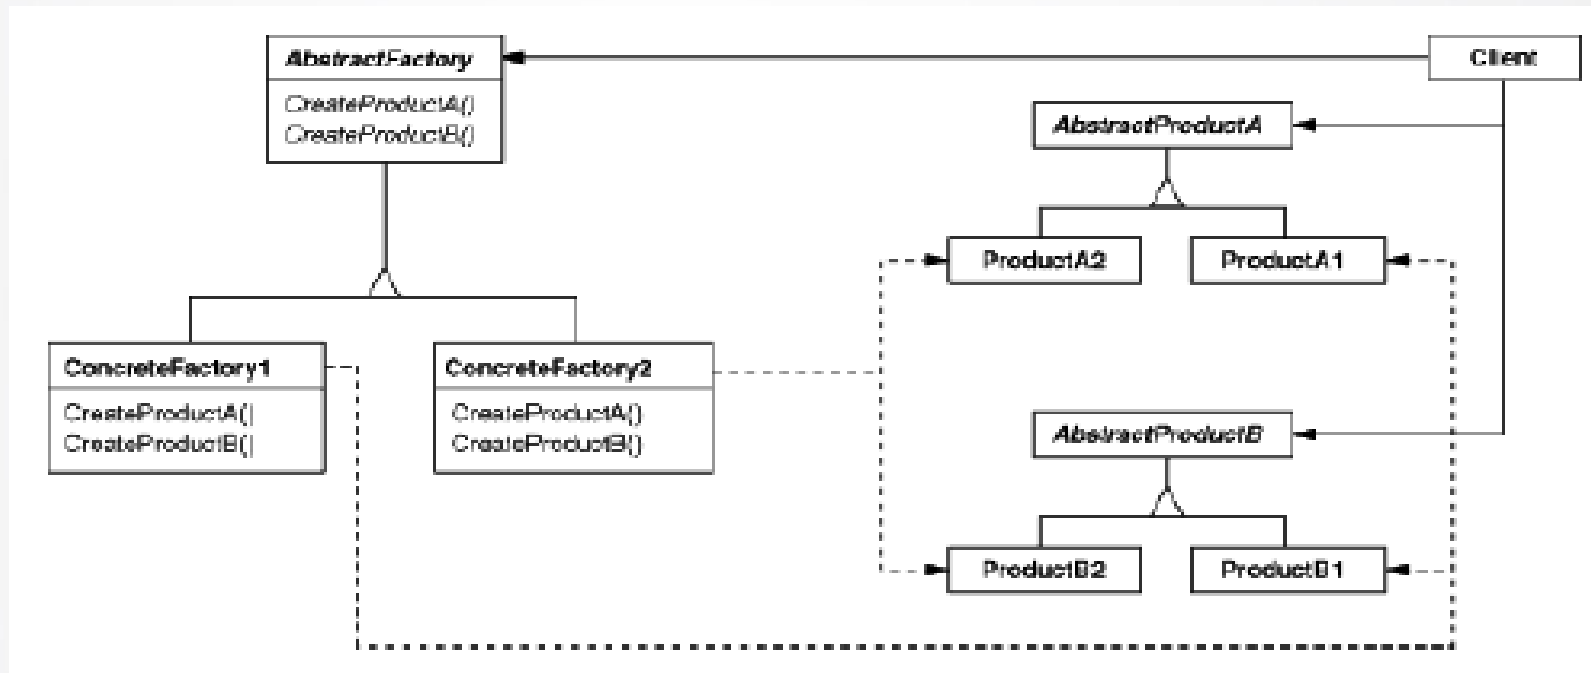 AbstractFactory
CreateProductA()
CreateProductB()
Client
AbstractProductA
ProductA2
ProductA1
ConcreteFactory1
CreateProductA()
CreateProductB()
ConcreteFactory2
CreateProductA()
CreateProductB()
AbstractProductB
ProductB2
ProductB1